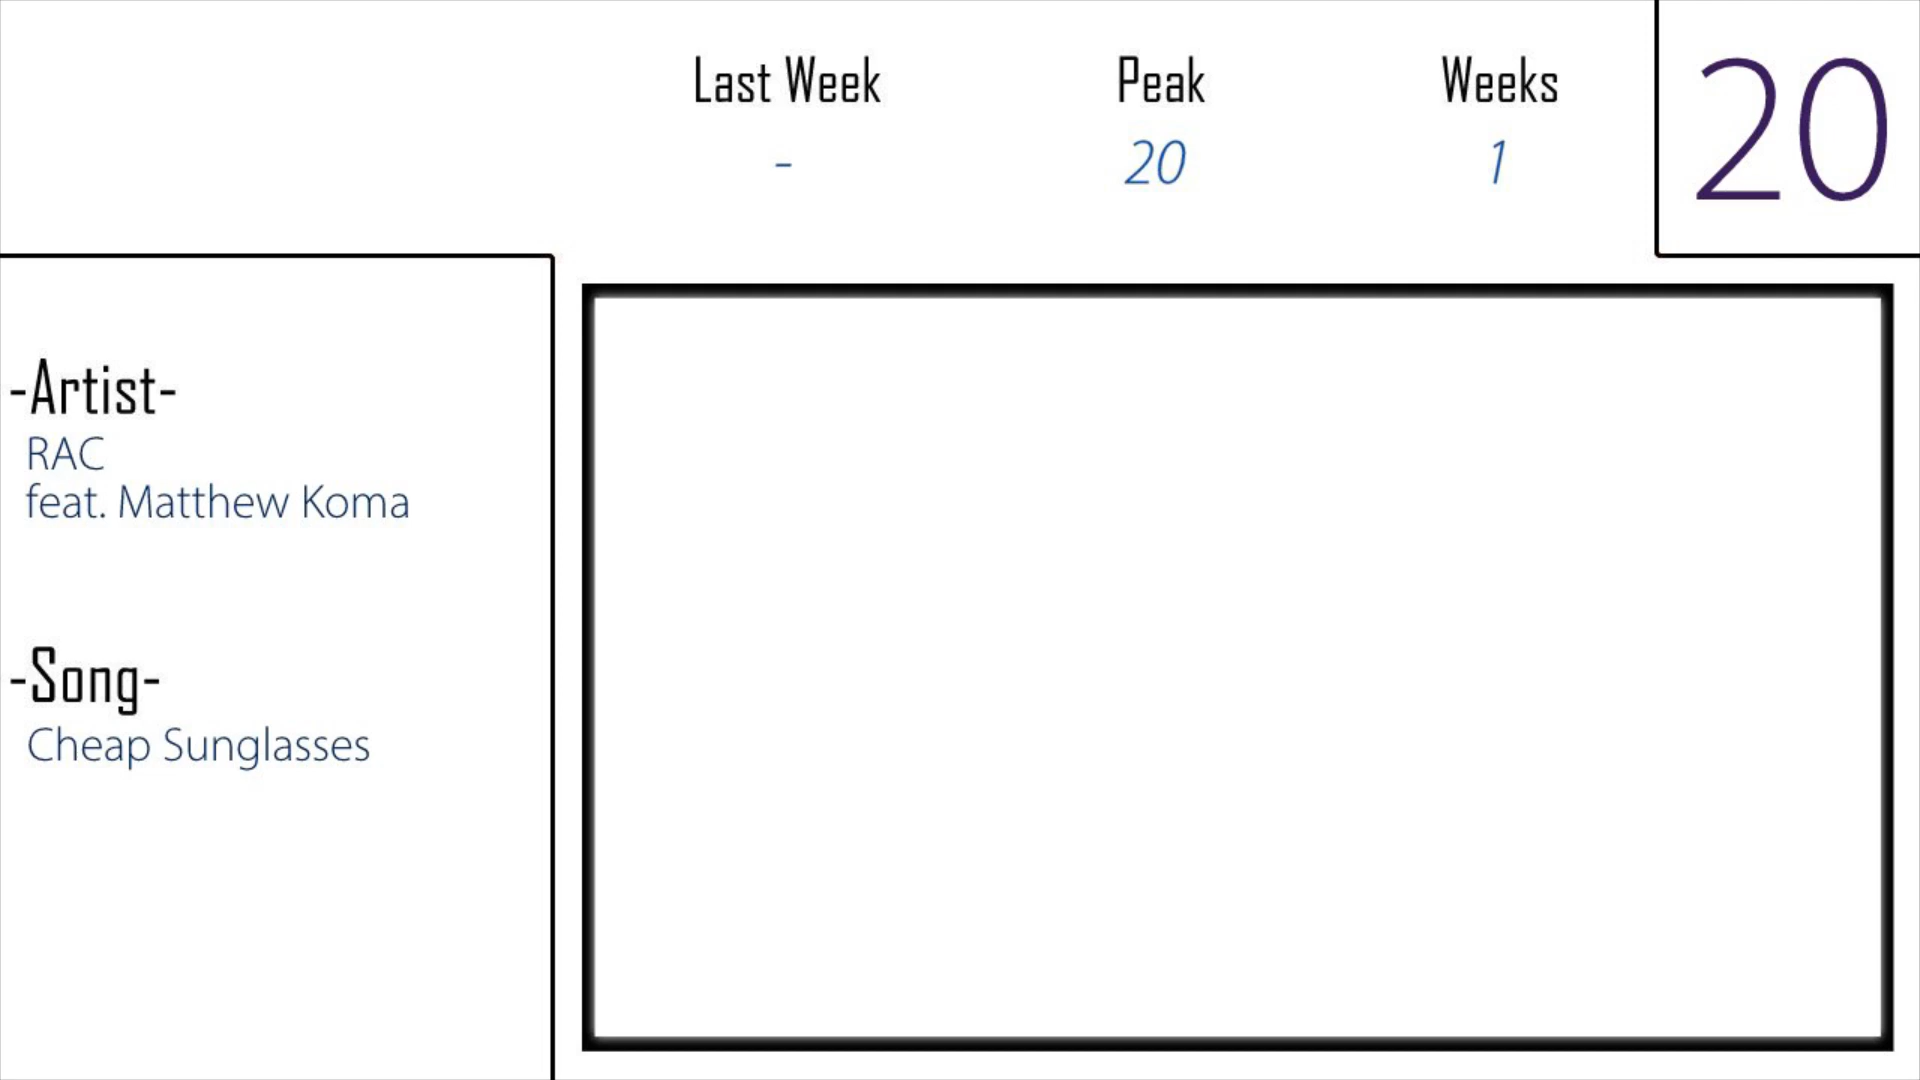 Last Week Peak Weeks 20
- 20 1
-Artist-
RAC
feat. Matthew Koma
-Song-
Cheap Sunglasses